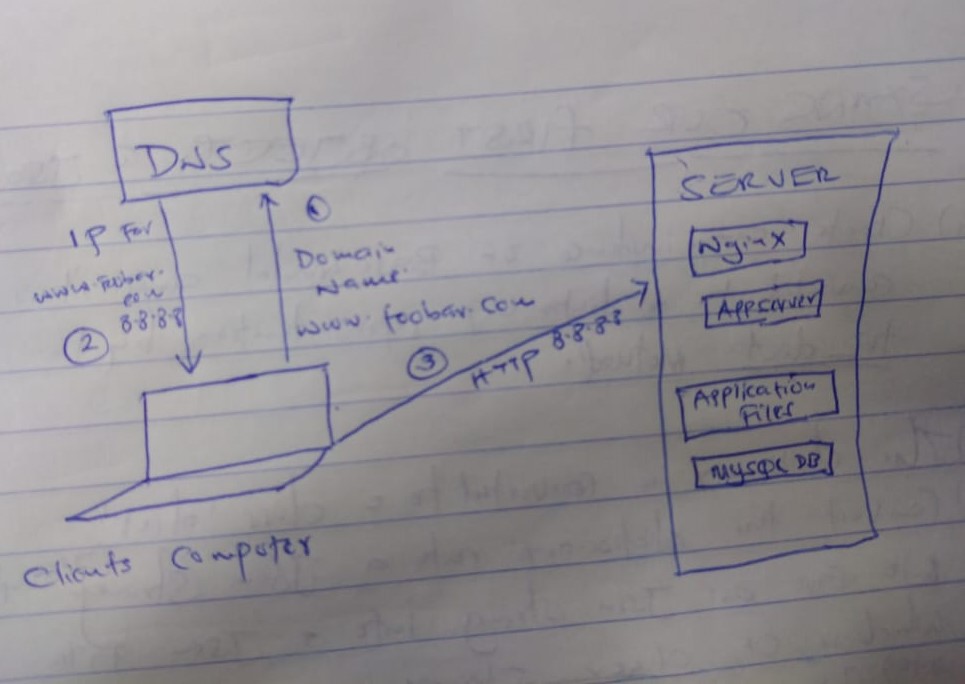 DNS
IP For
www.foobar.
com
8.8.8.8
2
1
Domain
Name
www.foobar.com
3
HTTP 8.8.8.8
SERVER
NginX
Appserver
Application
Files
MySQL DB
Clients Computer